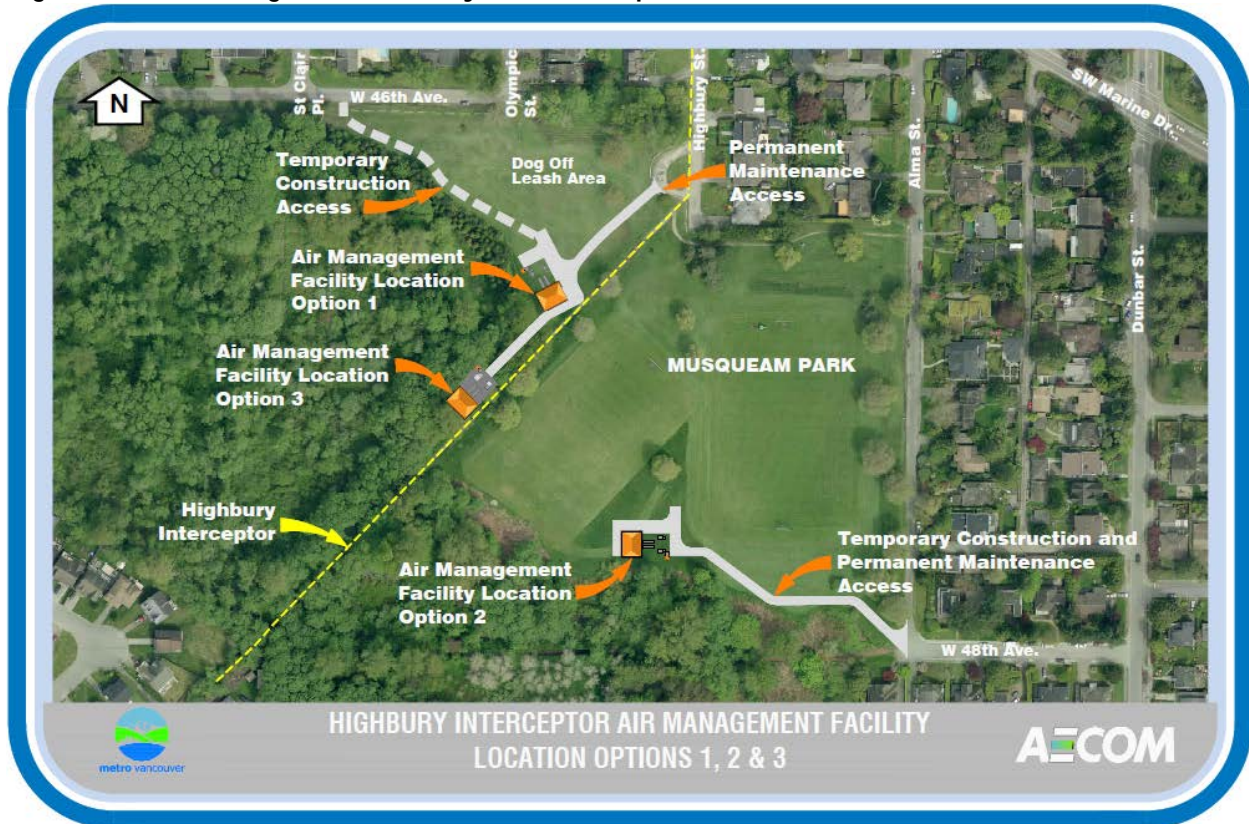 N
St Clair
Pl.
W 46th Ave.
Olympic
St.
Highbury St.
Alma St.
SW Marine Dr.
Dunbar St.
Temporary
Construction
Access
Dog Off
Leash Area
Permanent
Maintenance
Access
Air Management
Facility Location
Option 1
Air Management
Facility Location
Option 3
MUSQUEAM PARK
Highbury
Interceptor
Air Management
Facility Location
Option 2
Temporary Construction and
Permanent Maintenance
Access
W 48th Ave.
HIGHBURY INTERCEPTOR AIR MANAGEMENT FACILITY
LOCATION OPTIONS 1, 2 & 3
metro vancouver
AECOM